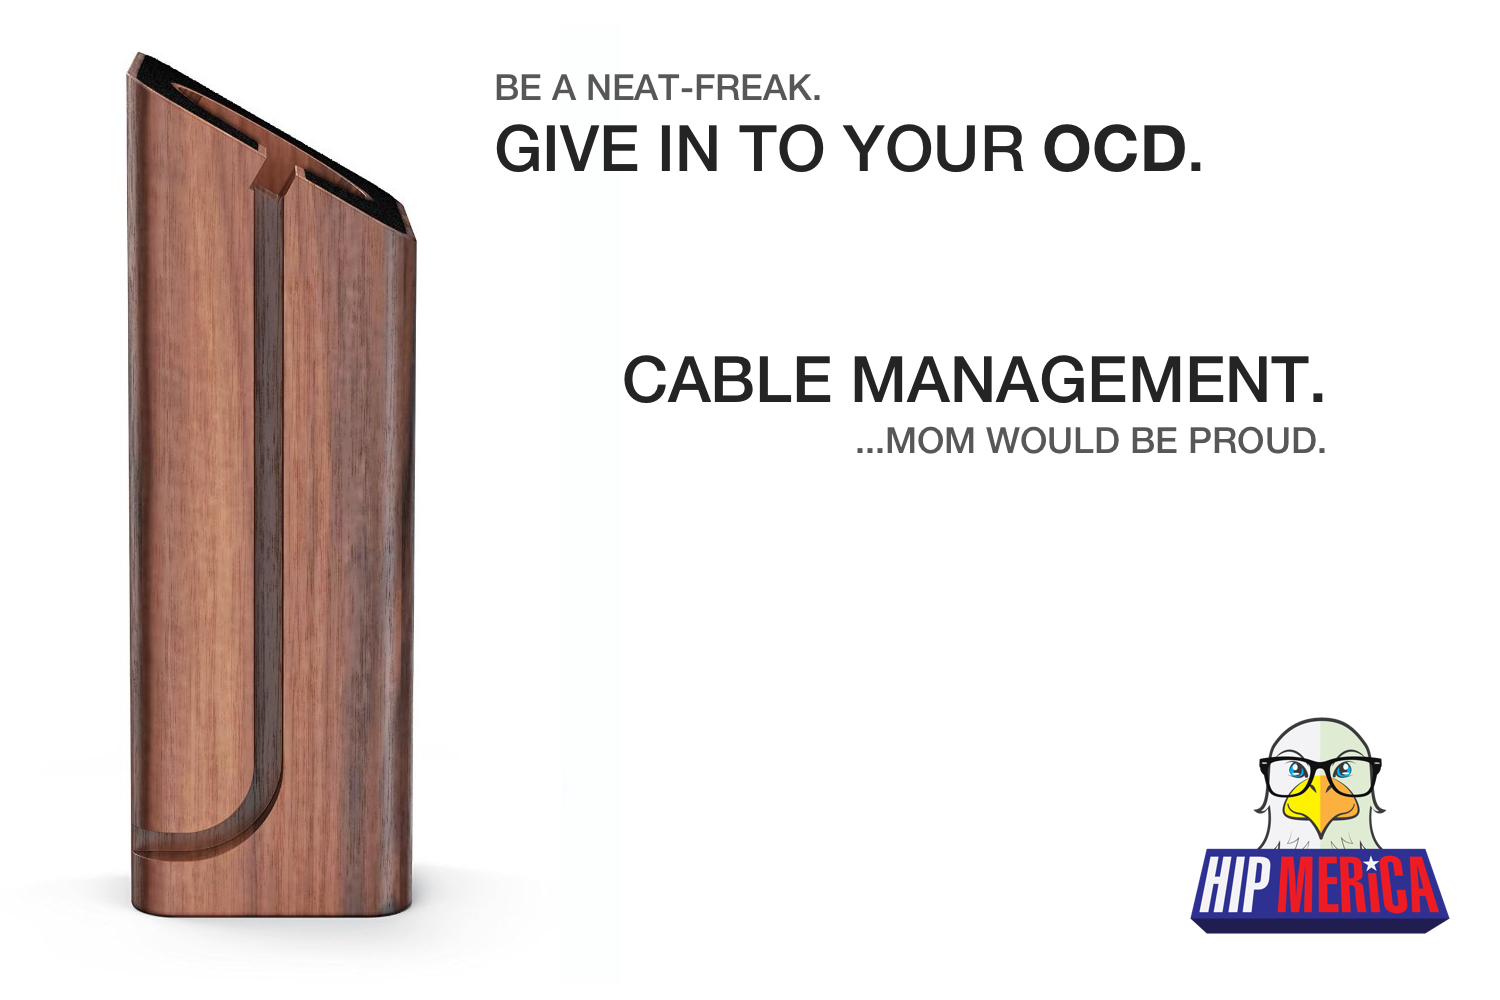 BE A NEAT-FREAK.
GIVE IN TO YOUR OCD.
CABLE MANAGEMENT.
...MOM WOULD BE PROUD.
HIP MERiCA